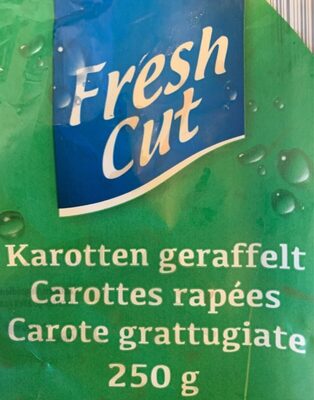 Fresh
Cut
Karotten geraffelt
Carottes rapées
Carote grattugiate
250 g